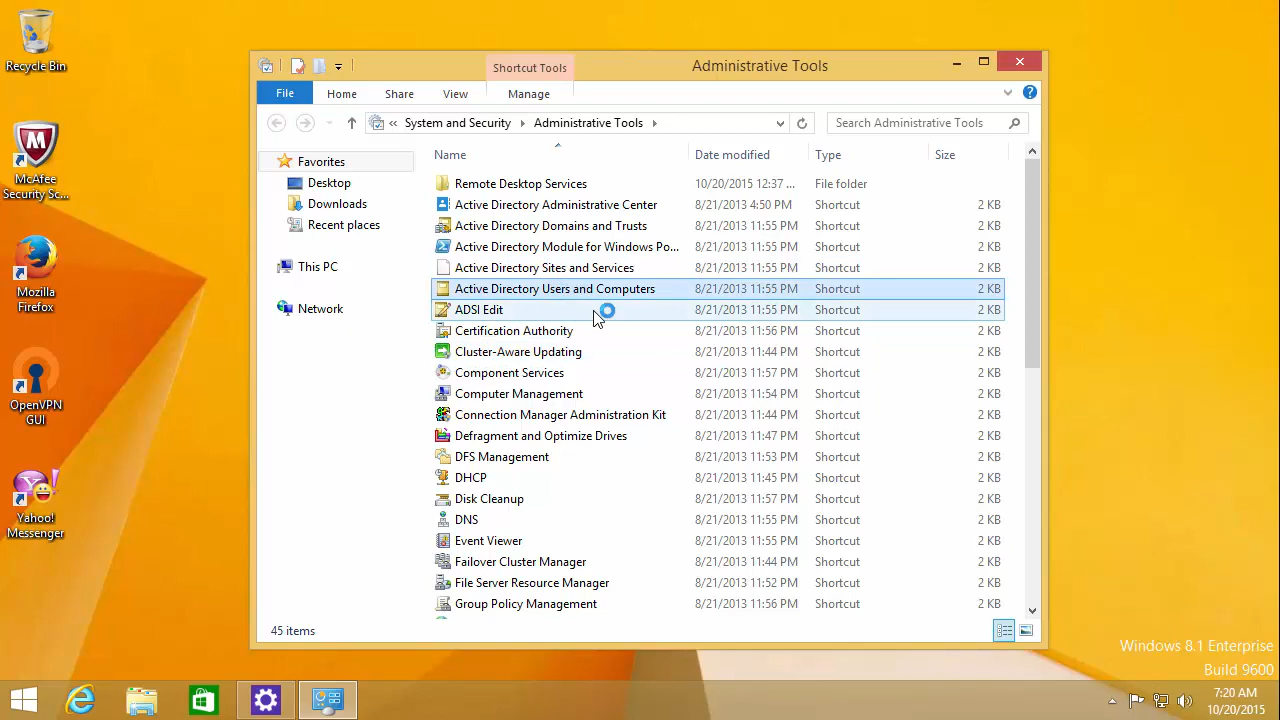 Recycle Bin
McAfee
Security Sc...
Mozilla
Firefox
OpenVPN
GUI
Yahoo!
Messenger
Shortcut Tools
Administrative Tools
File
Home
Share
View
Manage
System and Security
Administrative Tools
Search Administrative Tools
Favorites
Desktop
Downloads
Recent places
This PC
Network
Name Date modified Type Size
Remote Desktop Services 10/20/2015 12:37 ... File folder
Active Directory Administrative Center 8/21/2013 4:50 PM Shortcut 2 KB
Active Directory Domains and Trusts 8/21/2013 11:55 PM Shortcut 2 KB
Active Directory Module for Windows Po... 8/21/2013 11:55 PM Shortcut 2 KB
Active Directory Sites and Services 8/21/2013 11:55 PM Shortcut 2 KB
Active Directory Users and Computers 8/21/2013 11:55 PM Shortcut 2 KB
ADSI Edit 8/21/2013 11:55 PM Shortcut 2 KB
Certification Authority 8/21/2013 11:56 PM Shortcut 2 KB
Cluster-Aware Updating 8/21/2013 11:44 PM Shortcut 2 KB
Component Services 8/21/2013 11:57 PM Shortcut 2 KB
Computer Management 8/21/2013 11:54 PM Shortcut 2 KB
Connection Manager Administration Kit 8/21/2013 11:44 PM Shortcut 2 KB
Defragment and Optimize Drives 8/21/2013 11:47 PM Shortcut 2 KB
DFS Management 8/21/2013 11:53 PM Shortcut 2 KB
DHCP 8/21/2013 11:45 PM Shortcut 2 KB
Disk Cleanup 8/21/2013 11:57 PM Shortcut 2 KB
DNS 8/21/2013 11:55 PM Shortcut 2 KB
Event Viewer 8/21/2013 11:55 PM Shortcut 2 KB
Failover Cluster Manager 8/21/2013 11:44 PM Shortcut 2 KB
File Server Resource Manager 8/21/2013 11:52 PM Shortcut 2 KB
Group Policy Management 8/21/2013 11:56 PM Shortcut 2 KB
45 items
Windows 8.1 Enterprise
Build 9600
7:20 AM
10/20/2015